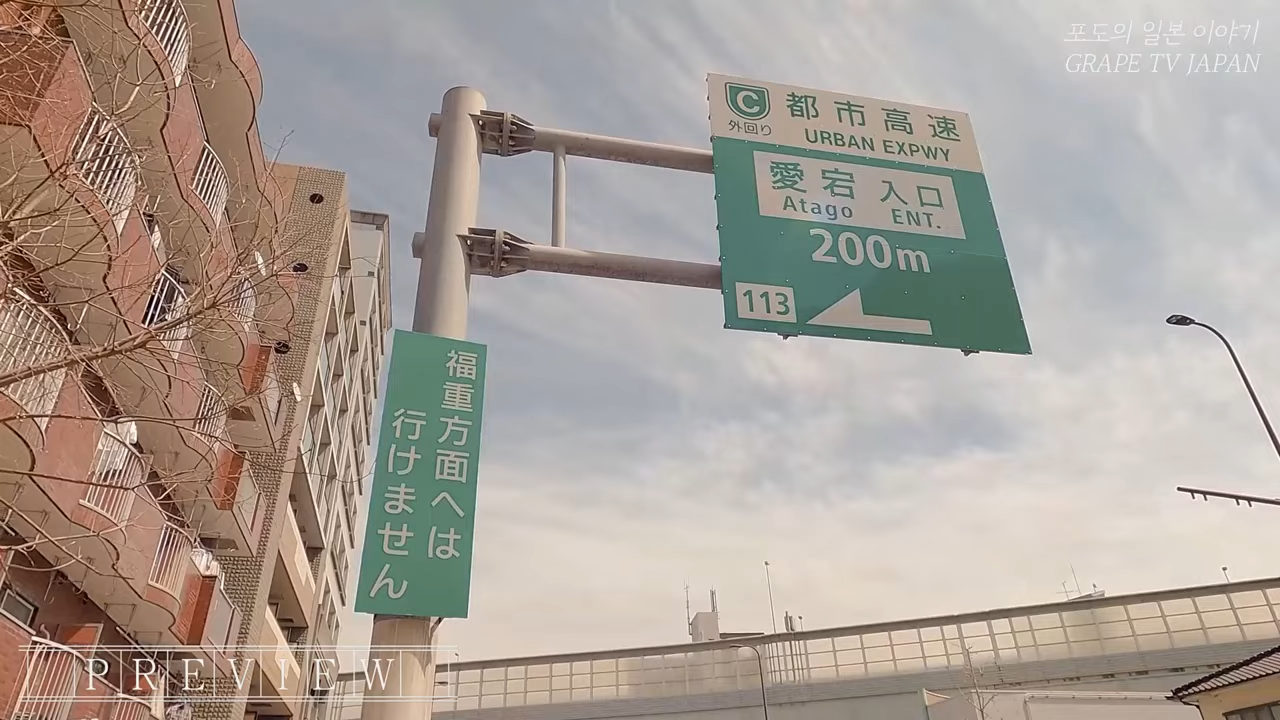 포도의 일본 이야기
GRAPE TV JAPAN
C 都市高速
外回り URBAN EXPWY
愛宕 入口
Atago ENT.
200m
113
福重方面へは
行けません
PREVIEW